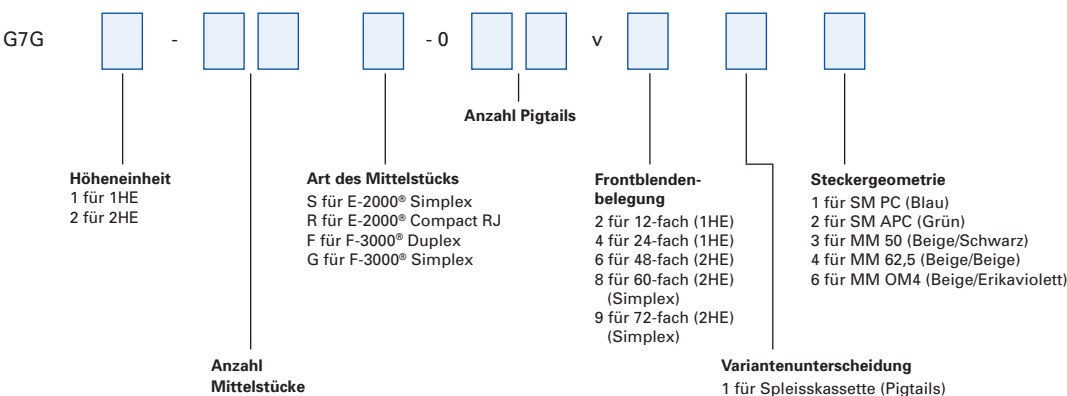 G7G - - 0 v
Anzahl Pigtails
Höheneinheit
1 für 1HE
2 für 2HE
Art des Mittelstücks
S für E-2000® Simplex
R für E-2000® Compact RJ
F für F-3000® Duplex
G für F-3000® Simplex
Frontblenden-
belegung
2 für 12-fach (1HE)
4 für 24-fach (1HE)
6 für 48-fach (2HE)
8 für 60-fach (2HE)
(Simplex)
9 für 72-fach (2HE)
(Simplex)
Steckergeometrie
1 für SM PC (Blau)
2 für SM APC (Grün)
3 für MM 50 (Beige/Schwarz)
4 für MM 62,5 (Beige/Beige)
6 für MM OM4 (Beige/Erikaviolett)
Anzahl
Mittelstücke
Variantenunterscheidung
1 für Spleisskassette (Pigtails)